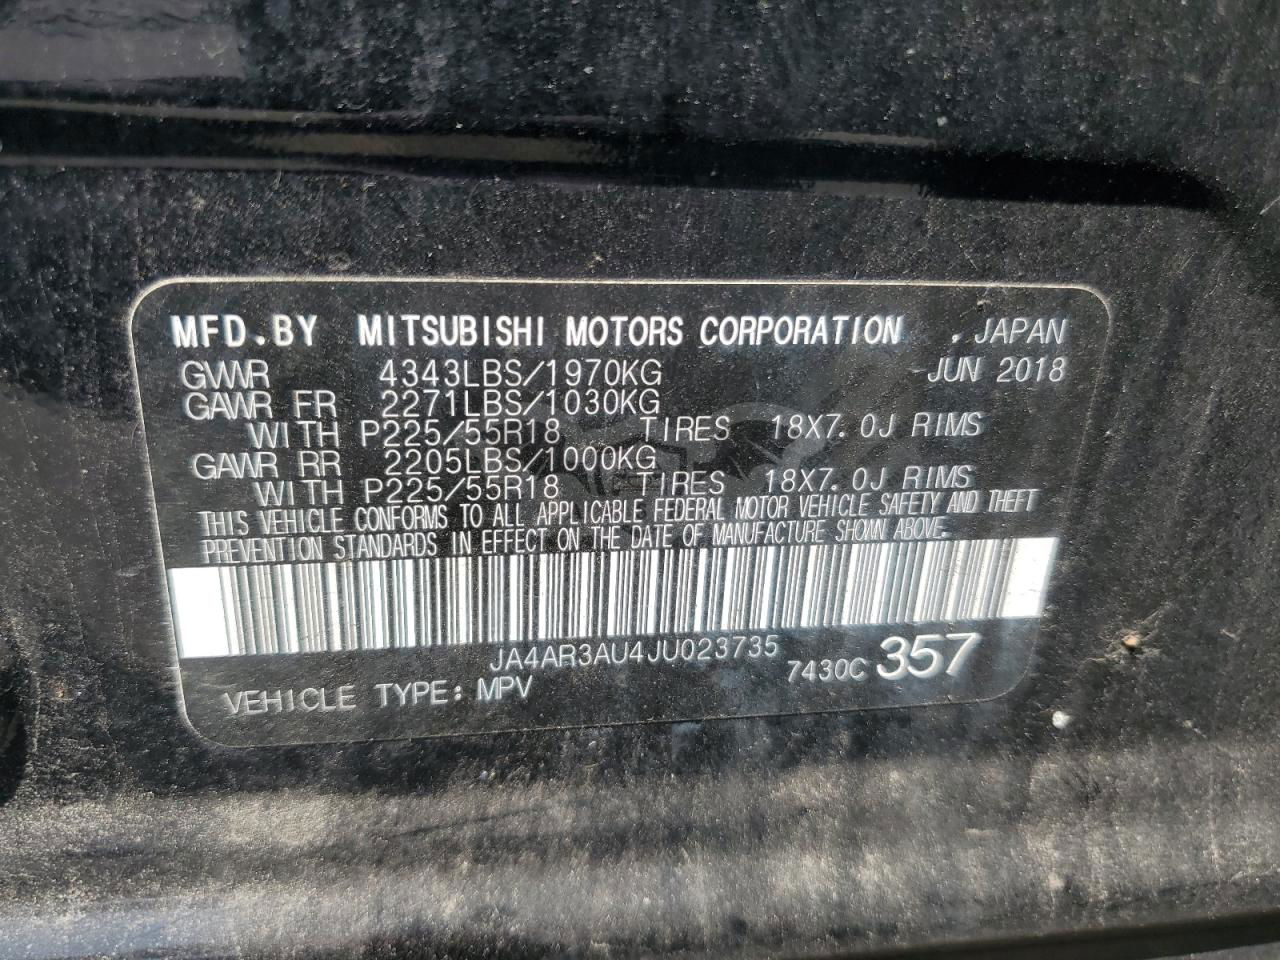 MFD.BY MITSUBISHI MOTORS CORPORATION . JAPAN
GVWR 4343LBS/1970KG JUN 2018
GAWR FR 2271LBS/1030KG
WITH P225/55R18 TIRES 18X7.0J RIMS
GAWR RR 2205LBS/1000KG
WITH P225/55R18 TIRES 18X7.0J RIMS
THIS VEHICLE CONFORMS TO ALL APPLICABLE FEDERAL MOTOR VEHICLE SAFETY AND THEFT
PREVENTION STANDARDS IN EFFECT ON THE DATE OF MANUFACTURE SHOWN ABOVE.
JA4AR3AU4JU023735 7430C 357
VEHICLE TYPE: MPV